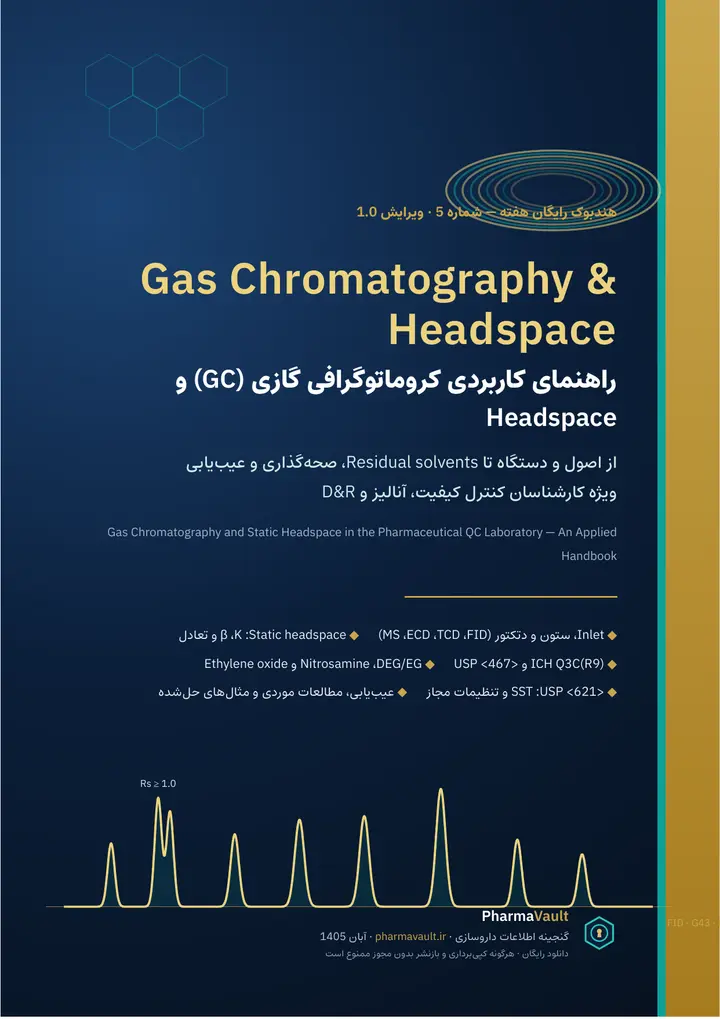 هندبوک رایگان هفته — شماره 5 · ویرایش 1.0
Gas Chromatography &
Headspace
راهنمای کاربردی کروماتوگرافی گازی (GC) و
Headspace
از اصول و دستگاه تا Residual solvents، صحه‌گذاری و عیب‌یابی
ویژه کارشناسان کنترل کیفیت، آنالیز و D&R
Gas Chromatography and Static Headspace in the Pharmaceutical QC Laboratory — An Applied
Handbook
◆ Inlet، ستون و دتکتور (FID، TCD، ECD، MS) ◆ Static headspace: K، β و تعادل
◆ ICH Q3C(R9) و USP <467> ◆ DEG/EG، Nitrosamine و Ethylene oxide
◆ USP <621>: SST و تنظیمات مجاز ◆ عیب‌یابی، مطالعات موردی و مثال‌های حل‌شده
Rs ≥ 1.0
PharmaVault
گنجینه اطلاعات داروسازی · pharmavault.ir · آبان 1405
دانلود رایگان · هرگونه کپی‌برداری و بازنشر بدون مجوز ممنوع است
FID · G43 ·